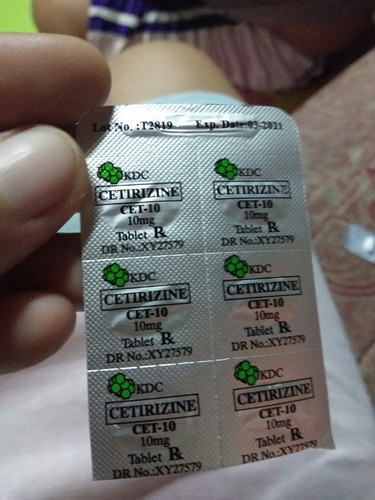 Lot No. :T2819 Exp. Date:03-2021
KDC
CETIRIZINE
CET-10
10mg
Tablet ℞
DR No.:XY27579
KDC
CETIRIZINE
CET-10
10mg
Tablet ℞
DR No.:XY27579
KDC
CETIRIZINE
CET-10
10mg
Tablet ℞
DR No.:XY27579
KDC
CETIRIZINE
CET-10
10mg
Tablet ℞
DR No.:XY27579
KDC
CETIRIZINE
CET-10
10mg
Tablet ℞
DR No.:XY27579
KDC
CETIRIZINE
CET-10
10mg
Tablet ℞
DR No.:XY27579